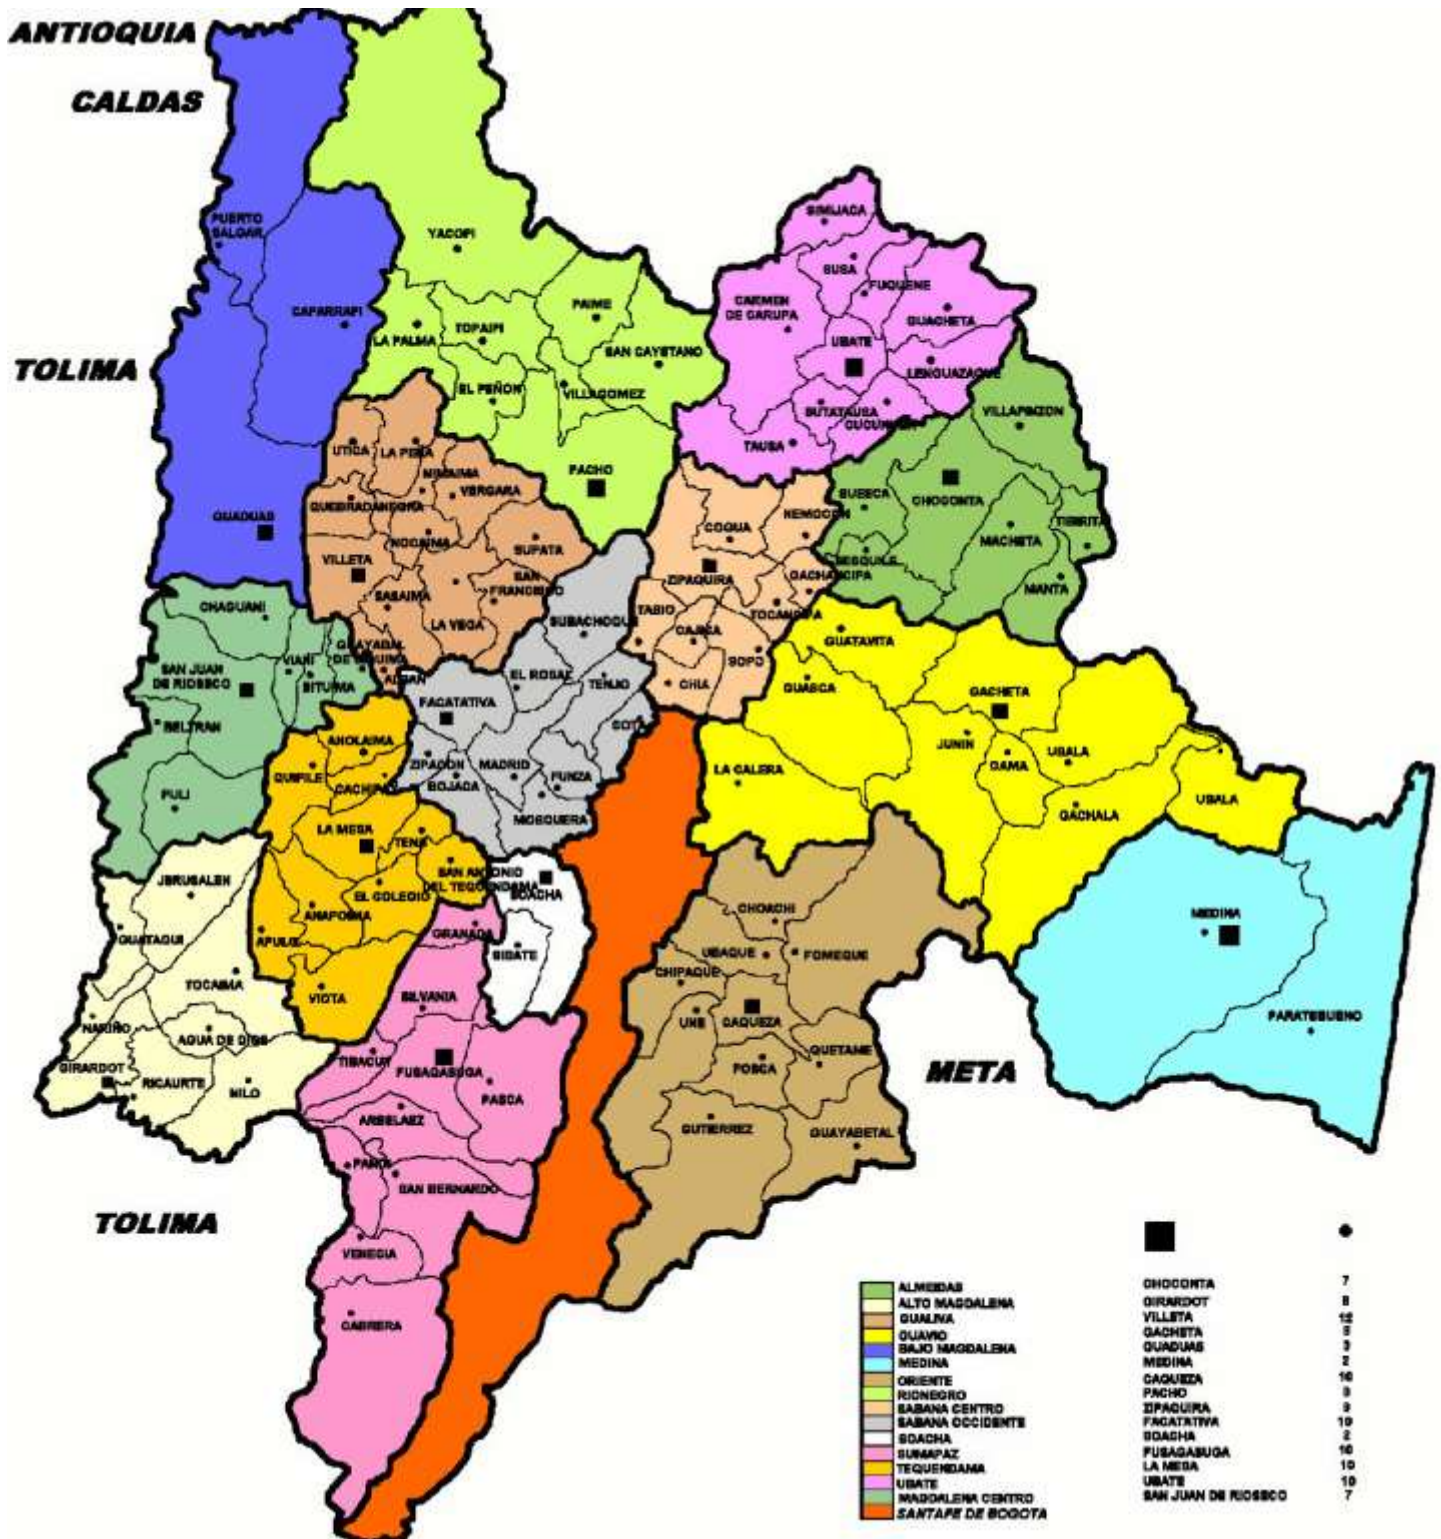 ANTIOQUIA
CALDAS
PUERTO
SALGAR
SIMIJACA
YACOPI
SUSA
FUQUENE
CARMEN
DE CARUPA
PAIME
CAPARRAPI
GUACHETA
TOPAIPI
LA PALMA
UBATE
SAN CAYETANO
TOLIMA
LENGUAZAQUE
EL PEÑON
VILLAGOMEZ
SUTATAUSA
VILLAPINZON
TAUSA
UTICA
LA PEÑA
NIMAIMA
PACHO
VERGARA
SUESCA
CHOCONTA
QUEBRADANEGRA
GUADUAS
COGUA
NEMOCON
TIBIRITA
NOCAIMA
SUPATA
MACHETA
VILLETA
SESQUILE
ZIPAQUIRA
GACHANCIPA
SAN
FRANCISCO
MANTA
SASAIMA
CHAGUANI
TABIO
TOCANCIPA
LA VEGA
SUBACHOQUE
CAJICA
GUATAVITA
SOPO
SAN JUAN
DE RIOSECO
VIANI
BITUIMA
ALBAN
EL ROSAL
TENJO
CHIA
GUASCA
GACHETA
FACATATIVA
BELTRAN
COTA
ANOLAIMA
JUNIN
UBALA
QUIPILE
ZIPACON
MADRID
GAMA
CACHIPAY
BOJACA
FUNZA
LA CALERA
PULI
MOSQUERA
GACHALA
UBALA
LA MESA
TENA
JERUSALEN
SAN ANTONIO
DEL TEQUENDAMA
SOACHA
EL COLEGIO
ANAPOIMA
CHOACHI
MEDINA
GUATAQUI
APULO
GRANADA
SIBATE
UBAQUE
FOMEQUE
CHIPAQUE
TOCAIMA
VIOTA
SILVANIA
UNE
CAQUEZA
NARIÑO
AGUA DE DIOS
PARATEBUENO
TIBACUY
QUETAME
GIRARDOT
FUSAGASUGA
FOSCA
META
RICAURTE
NILO
PASCA
ARBELAEZ
GUTIERREZ
GUAYABETAL
PANDI
SAN BERNARDO
TOLIMA
VENECIA
CABRERA
ALMEIDAS CHOCONTA 7
ALTO MAGDALENA GIRARDOT 8
GUALIVA VILLETA 12
GUAVIO GACHETA
BAJO MAGDALENA GUADUAS 3
MEDINA MEDINA 2
ORIENTE CAQUEZA 10
RIONEGRO PACHO
SABANA CENTRO ZIPAQUIRA
SABANA OCCIDENTE FACATATIVA 10
SOACHA SOACHA 2
SUMAPAZ FUSAGASUGA 10
TEQUENDAMA LA MESA 10
UBATE UBATE 10
MAGDALENA CENTRO SAN JUAN DE RIOSECO 7
SANTAFE DE BOGOTA